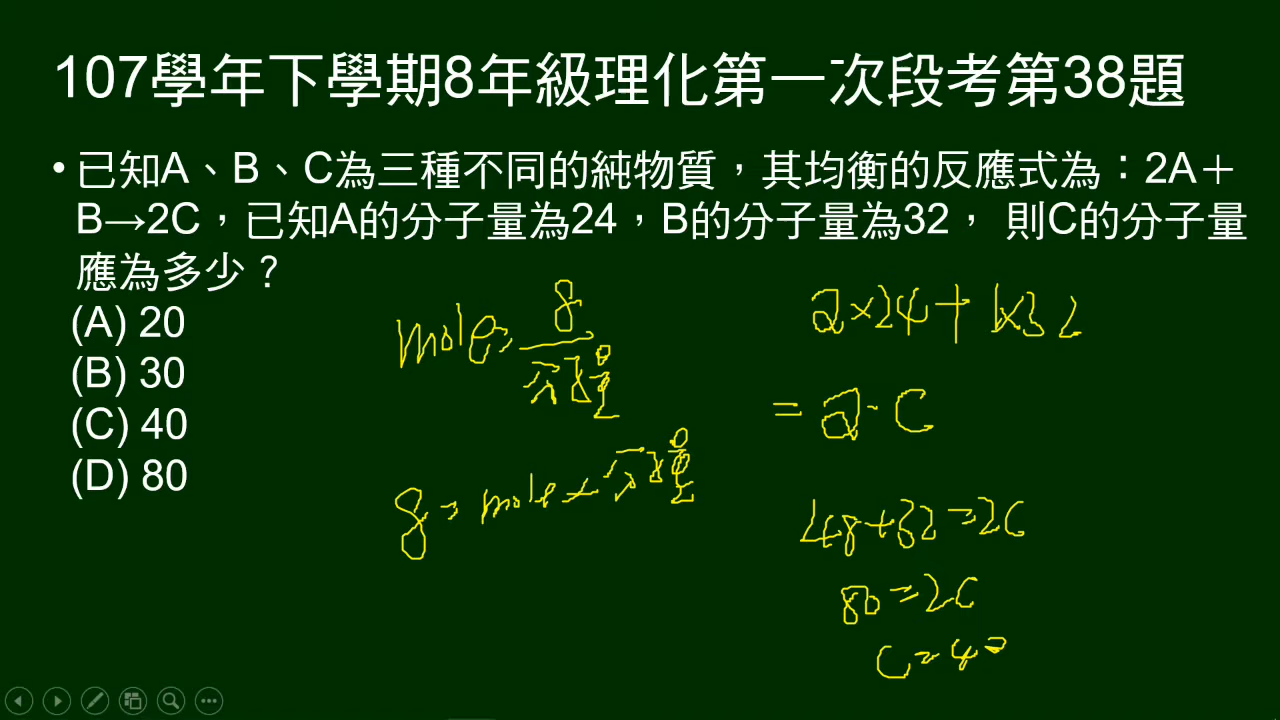 107學年下學期8年級理化第一次段考第38題
• 已知A、B、C為三種不同的純物質，其均衡的反應式為：2A＋
B→2C，已知A的分子量為24，B的分子量為32， 則C的分子量
應為多少？
(A) 20
(B) 30
(C) 40
(D) 80
mole = g
分子量
g = mole × 分子量
2×24+1×32
= 2·C
48+32=2C
80=2C
C=40